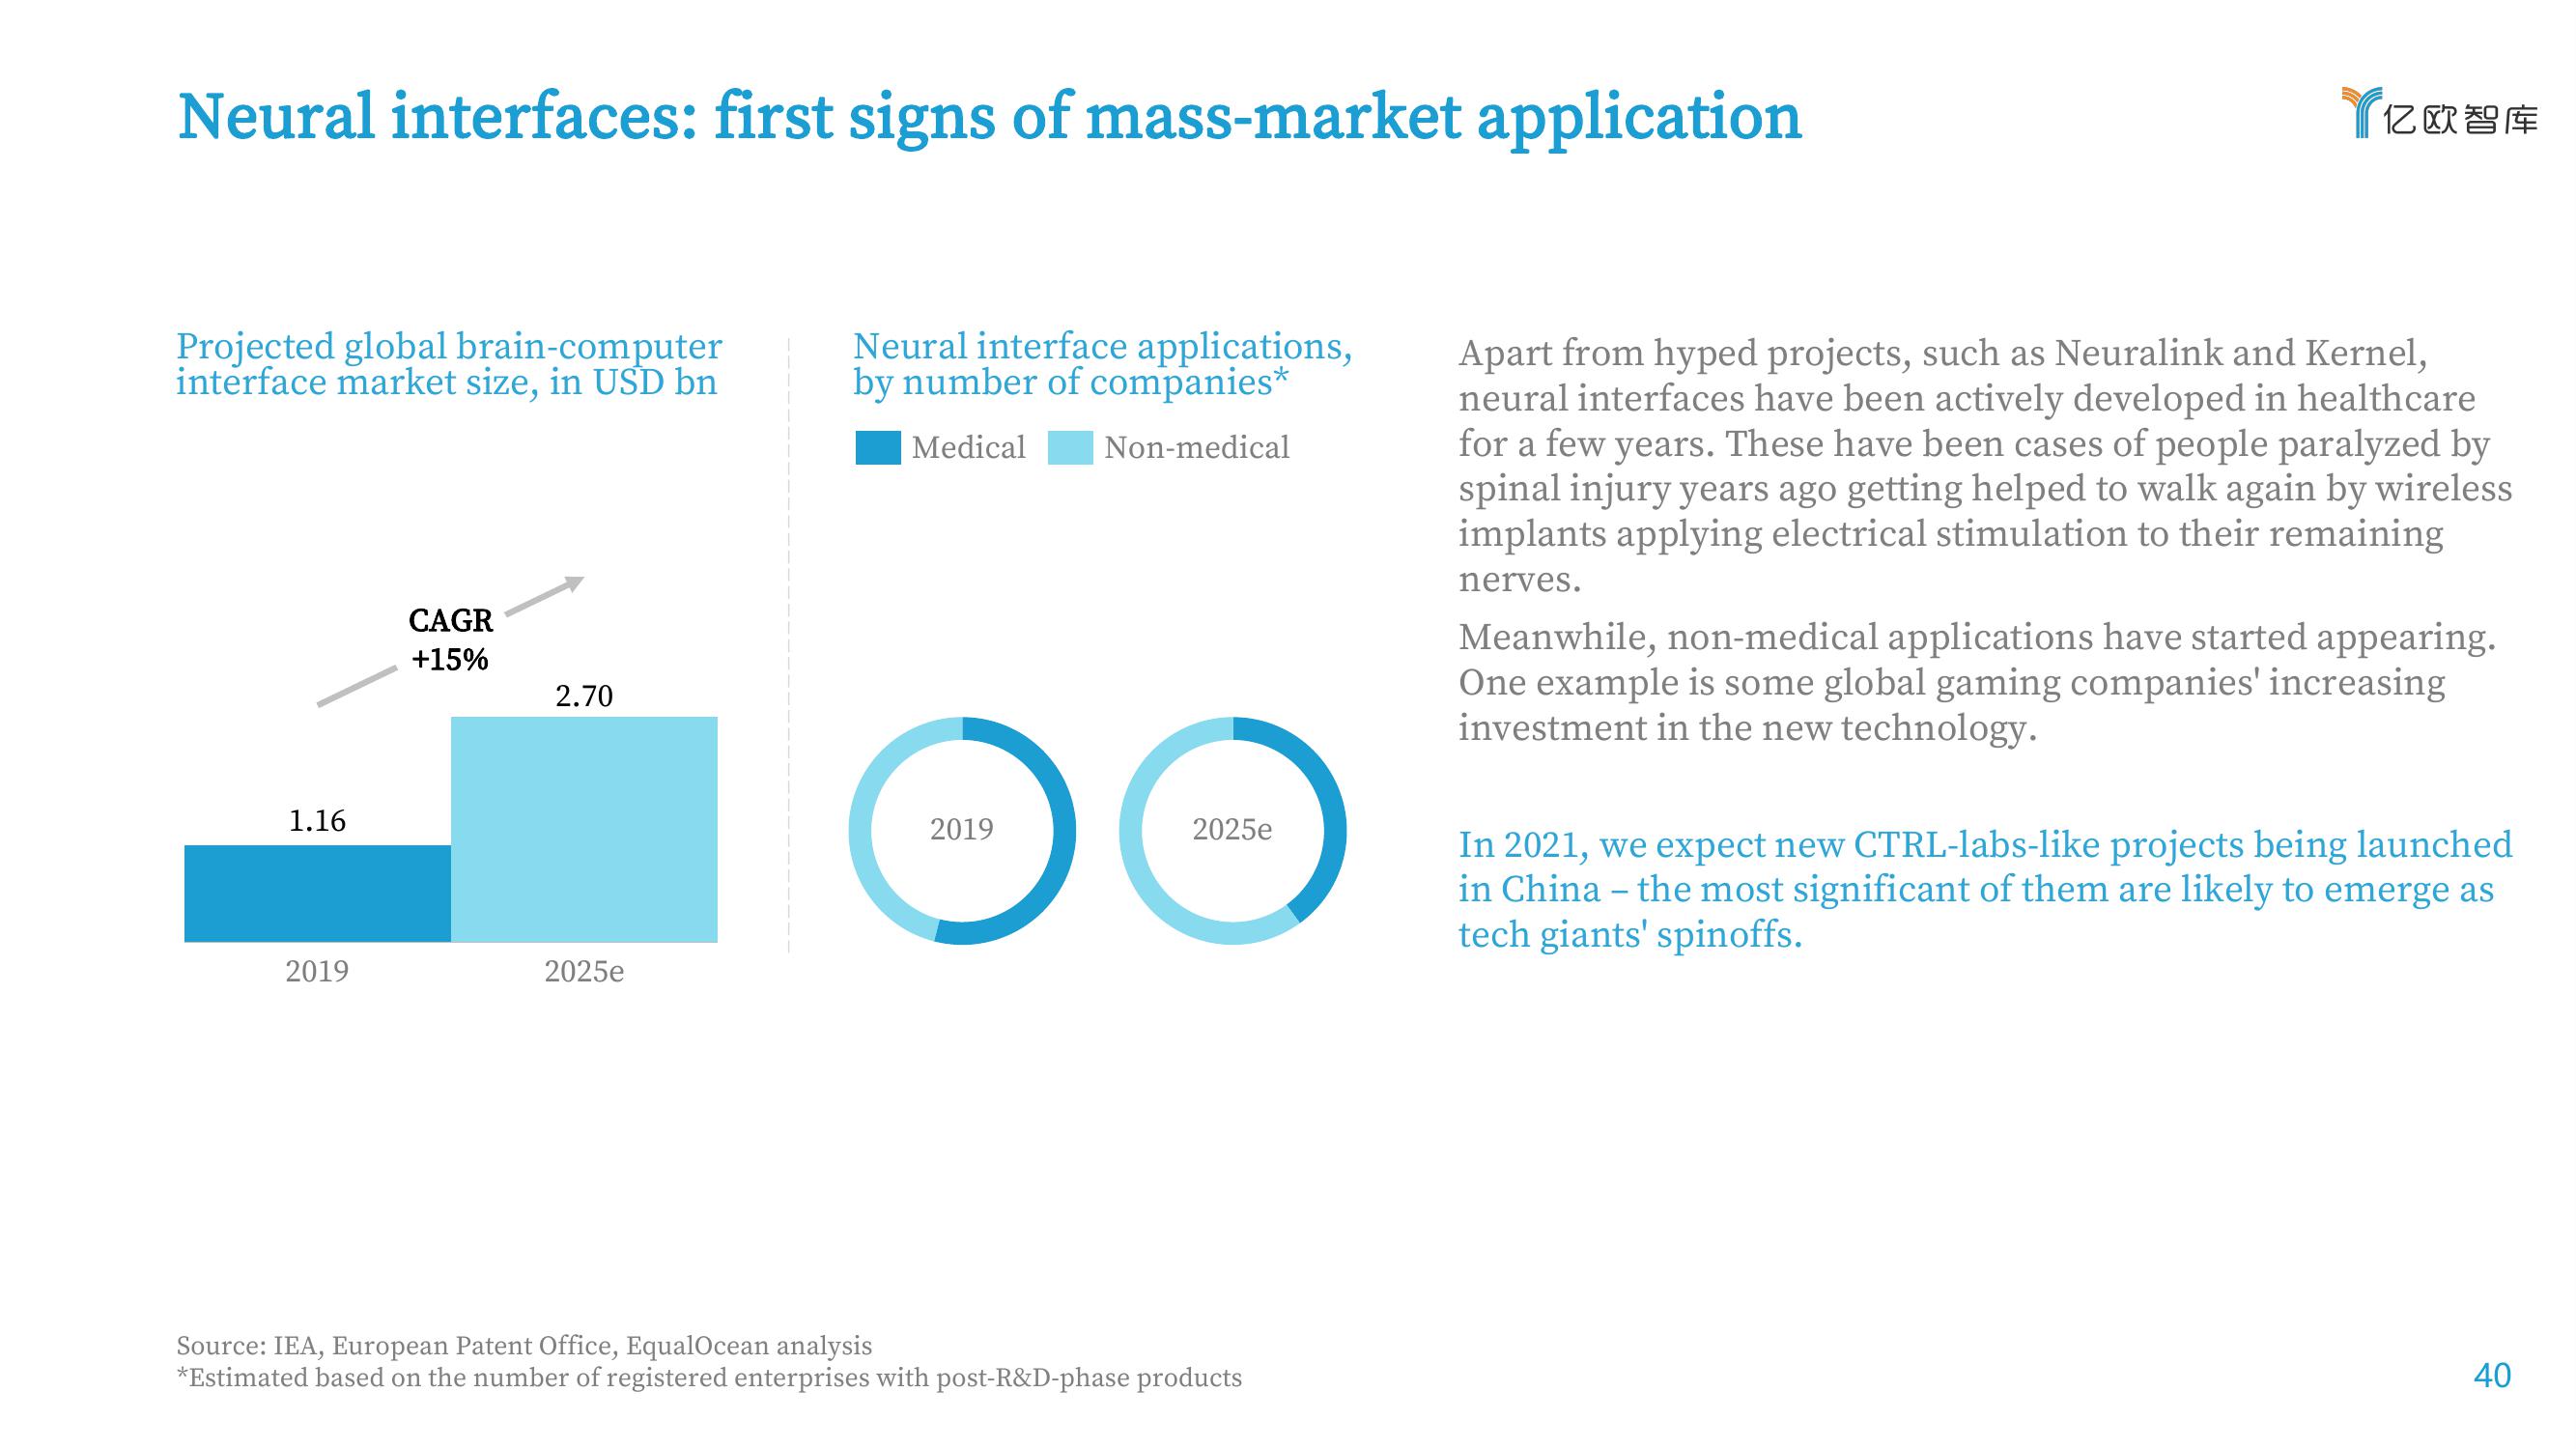 Neural interfaces: first signs of mass-market application
亿欧智库
Projected global brain-computer
interface market size, in USD bn
CAGR
+15%
2.70
1.16
2019
2025e
Neural interface applications,
by number of companies*
Medical
Non-medical
2019
2025e
Apart from hyped projects, such as Neuralink and Kernel,
neural interfaces have been actively developed in healthcare
for a few years. These have been cases of people paralyzed by
spinal injury years ago getting helped to walk again by wireless
implants applying electrical stimulation to their remaining
nerves.
Meanwhile, non-medical applications have started appearing.
One example is some global gaming companies' increasing
investment in the new technology.
In 2021, we expect new CTRL-labs-like projects being launched
in China – the most significant of them are likely to emerge as
tech giants' spinoffs.
Source: IEA, European Patent Office, EqualOcean analysis
*Estimated based on the number of registered enterprises with post-R&D-phase products
40